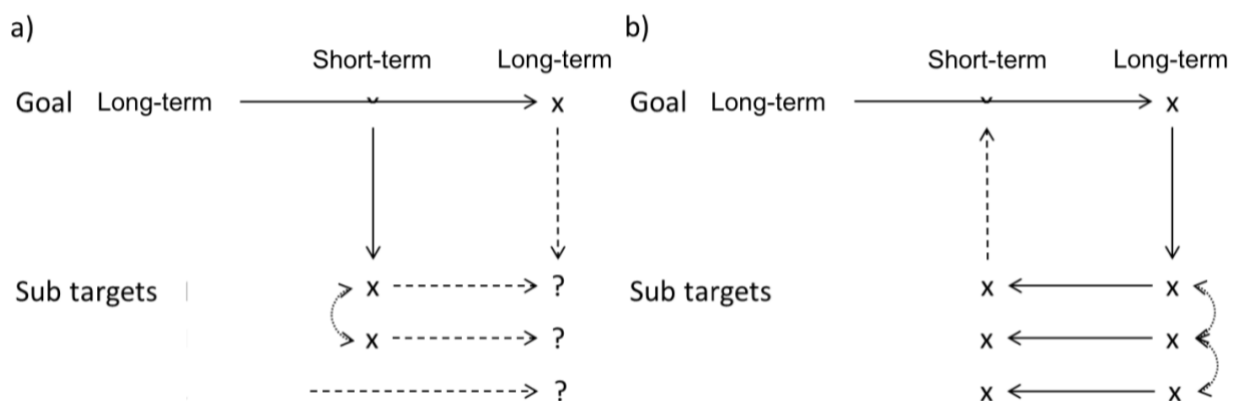 a)
Short-term Long-term
Goal Long-term x
Sub targets x ?
x ?
?
b)
Short-term Long-term
Goal Long-term x
Sub targets x x
x x
x x